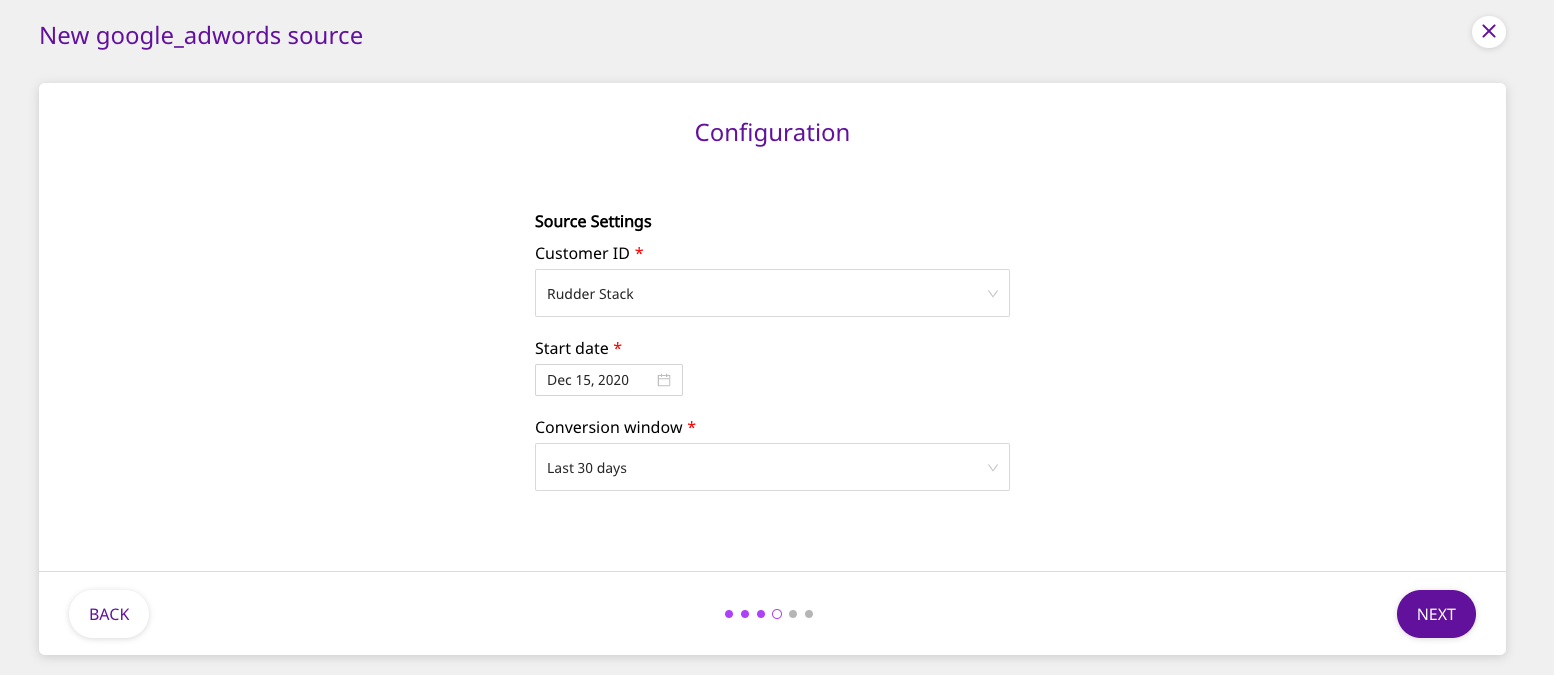 New google_adwords source
Configuration
Source Settings
Customer ID *
Rudder Stack
Start date *
Dec 15, 2020
Conversion window *
Last 30 days
BACK
NEXT